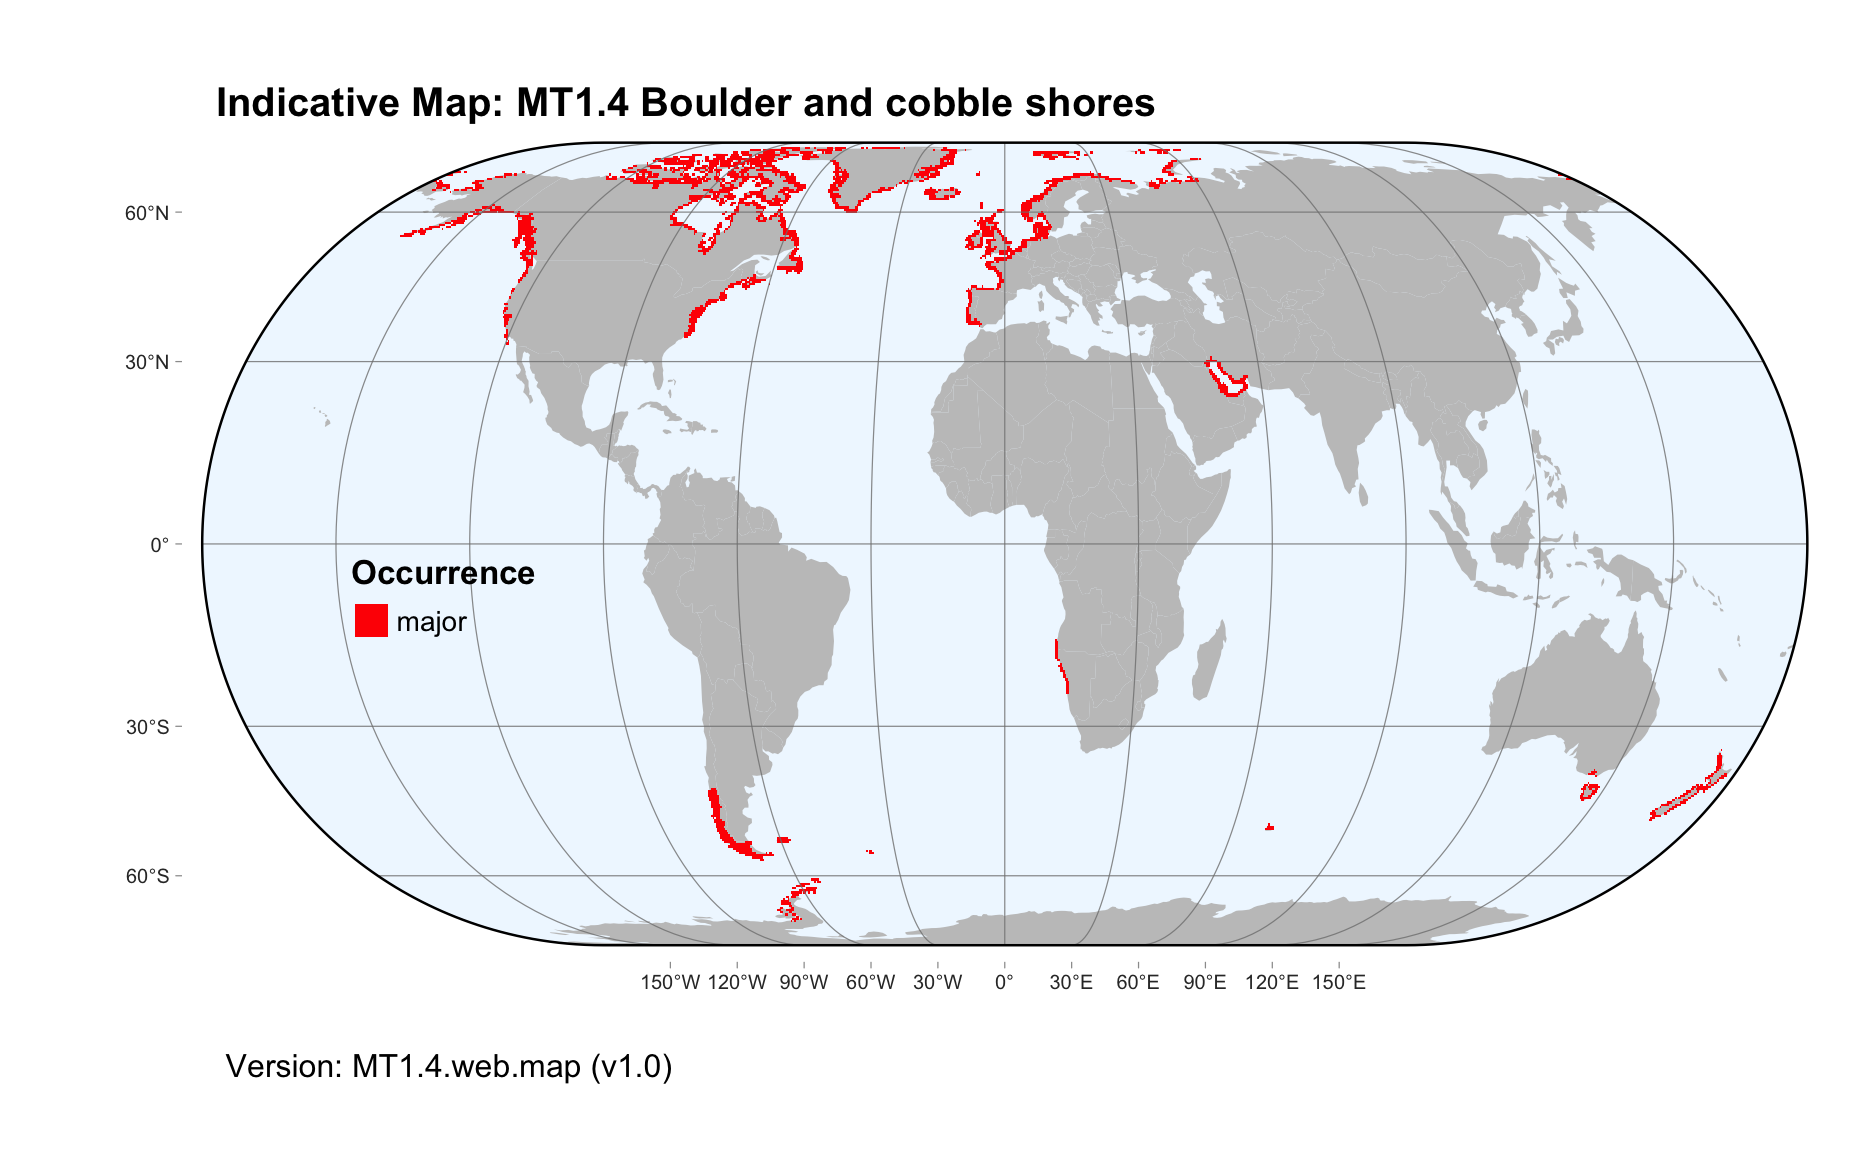 Indicative Map: MT1.4 Boulder and cobble shores
60°N
30°N
0°
Occurrence
major
30°S
60°S
150°W 120°W 90°W 60°W 30°W 0° 30°E 60°E 90°E 120°E 150°E
Version: MT1.4.web.map (v1.0)